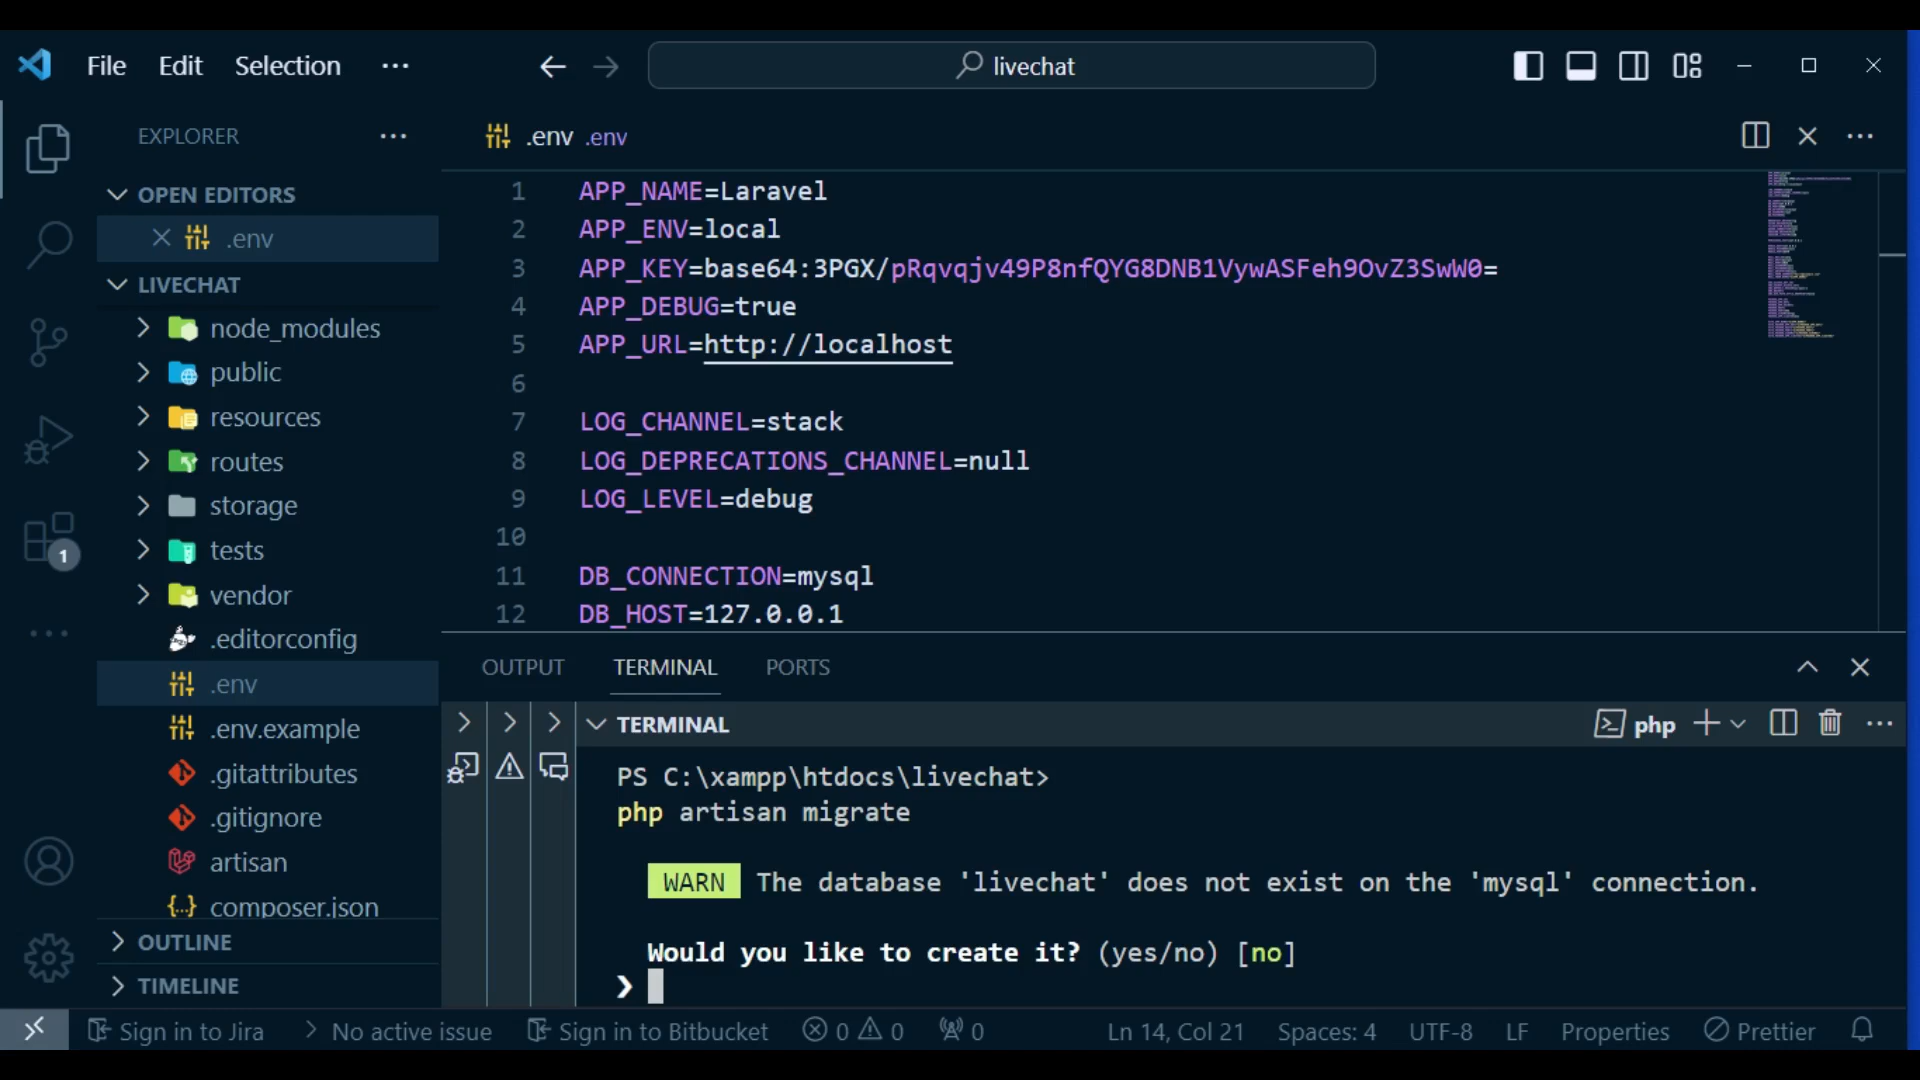 File Edit Selection ···
livechat
EXPLORER ···
OPEN EDITORS
.env
LIVECHAT
node_modules
public
resources
routes
storage
tests
vendor
.editorconfig
.env
.env.example
.gitattributes
.gitignore
artisan
composer.json
OUTLINE
TIMELINE
1
.env .env
1 APP_NAME=Laravel
2 APP_ENV=local
3 APP_KEY=base64:3PGX/pRqvqjv49P8nfQYG8DNB1VywASFeh9OvZ3SwW0=
4 APP_DEBUG=true
5 APP_URL=http://localhost
6
7 LOG_CHANNEL=stack
8 LOG_DEPRECATIONS_CHANNEL=null
9 LOG_LEVEL=debug
10
11 DB_CONNECTION=mysql
12 DB_HOST=127.0.0.1
OUTPUT TERMINAL PORTS
TERMINAL php
PS C:\xampp\htdocs\livechat>
php artisan migrate
WARN The database 'livechat' does not exist on the 'mysql' connection.
Would you like to create it? (yes/no) [no]
❯
Sign in to Jira > No active issue Sign in to Bitbucket 0 0 0 Ln 14, Col 21 Spaces: 4 UTF-8 LF Properties Prettier